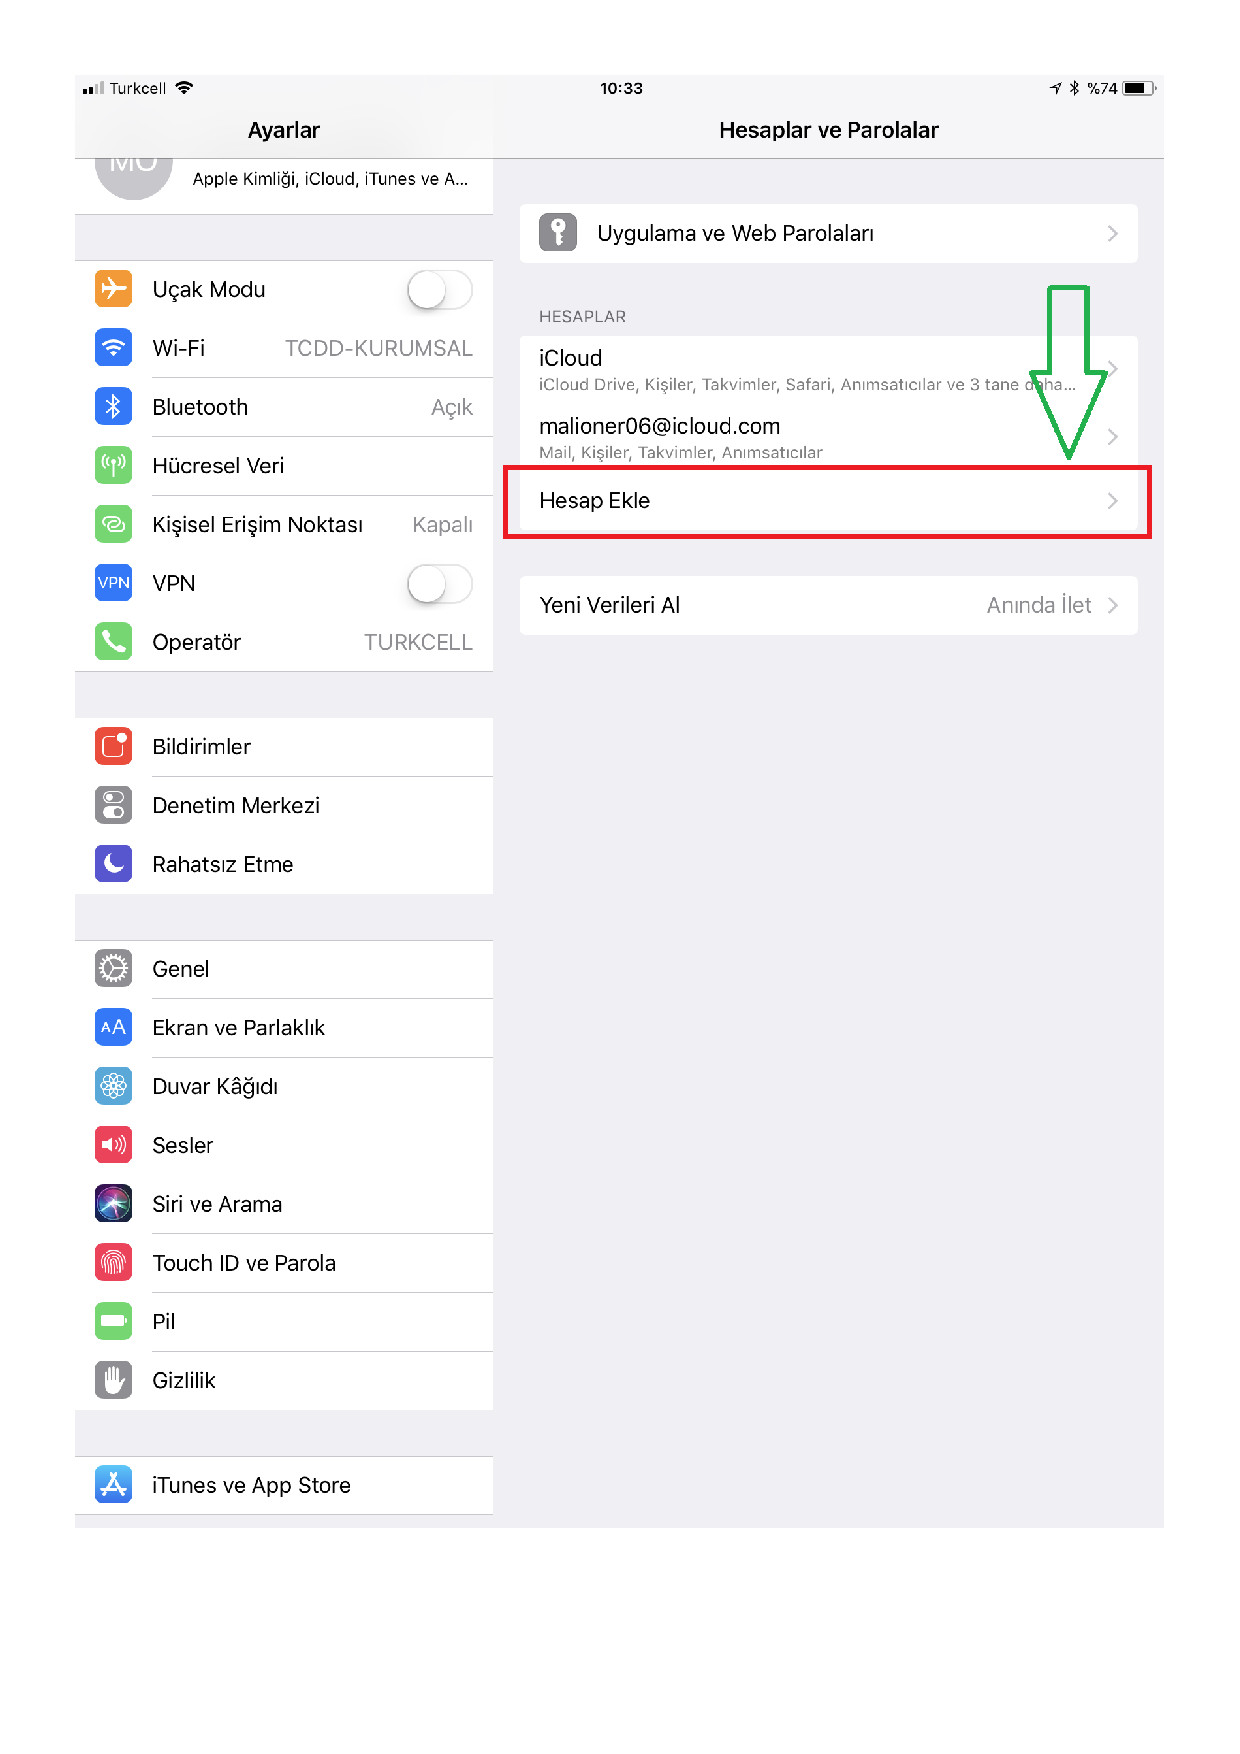 Turkcell
10:33
%74
Ayarlar
Hesaplar ve Parolalar
MO
Apple Kimliği, iCloud, iTunes ve A...
Uçak Modu
Wi-Fi TCDD-KURUMSAL
Bluetooth Açık
Hücresel Veri
Kişisel Erişim Noktası Kapalı
VPN VPN
Operatör TURKCELL
Bildirimler
Denetim Merkezi
Rahatsız Etme
Genel
AA Ekran ve Parlaklık
Duvar Kâğıdı
Sesler
Siri ve Arama
Touch ID ve Parola
Pil
Gizlilik
iTunes ve App Store
Uygulama ve Web Parolaları
HESAPLAR
iCloud
iCloud Drive, Kişiler, Takvimler, Safari, Anımsatıcılar ve 3 tane daha...
malioner06@icloud.com
Mail, Kişiler, Takvimler, Anımsatıcılar
Hesap Ekle
Yeni Verileri Al Anında İlet